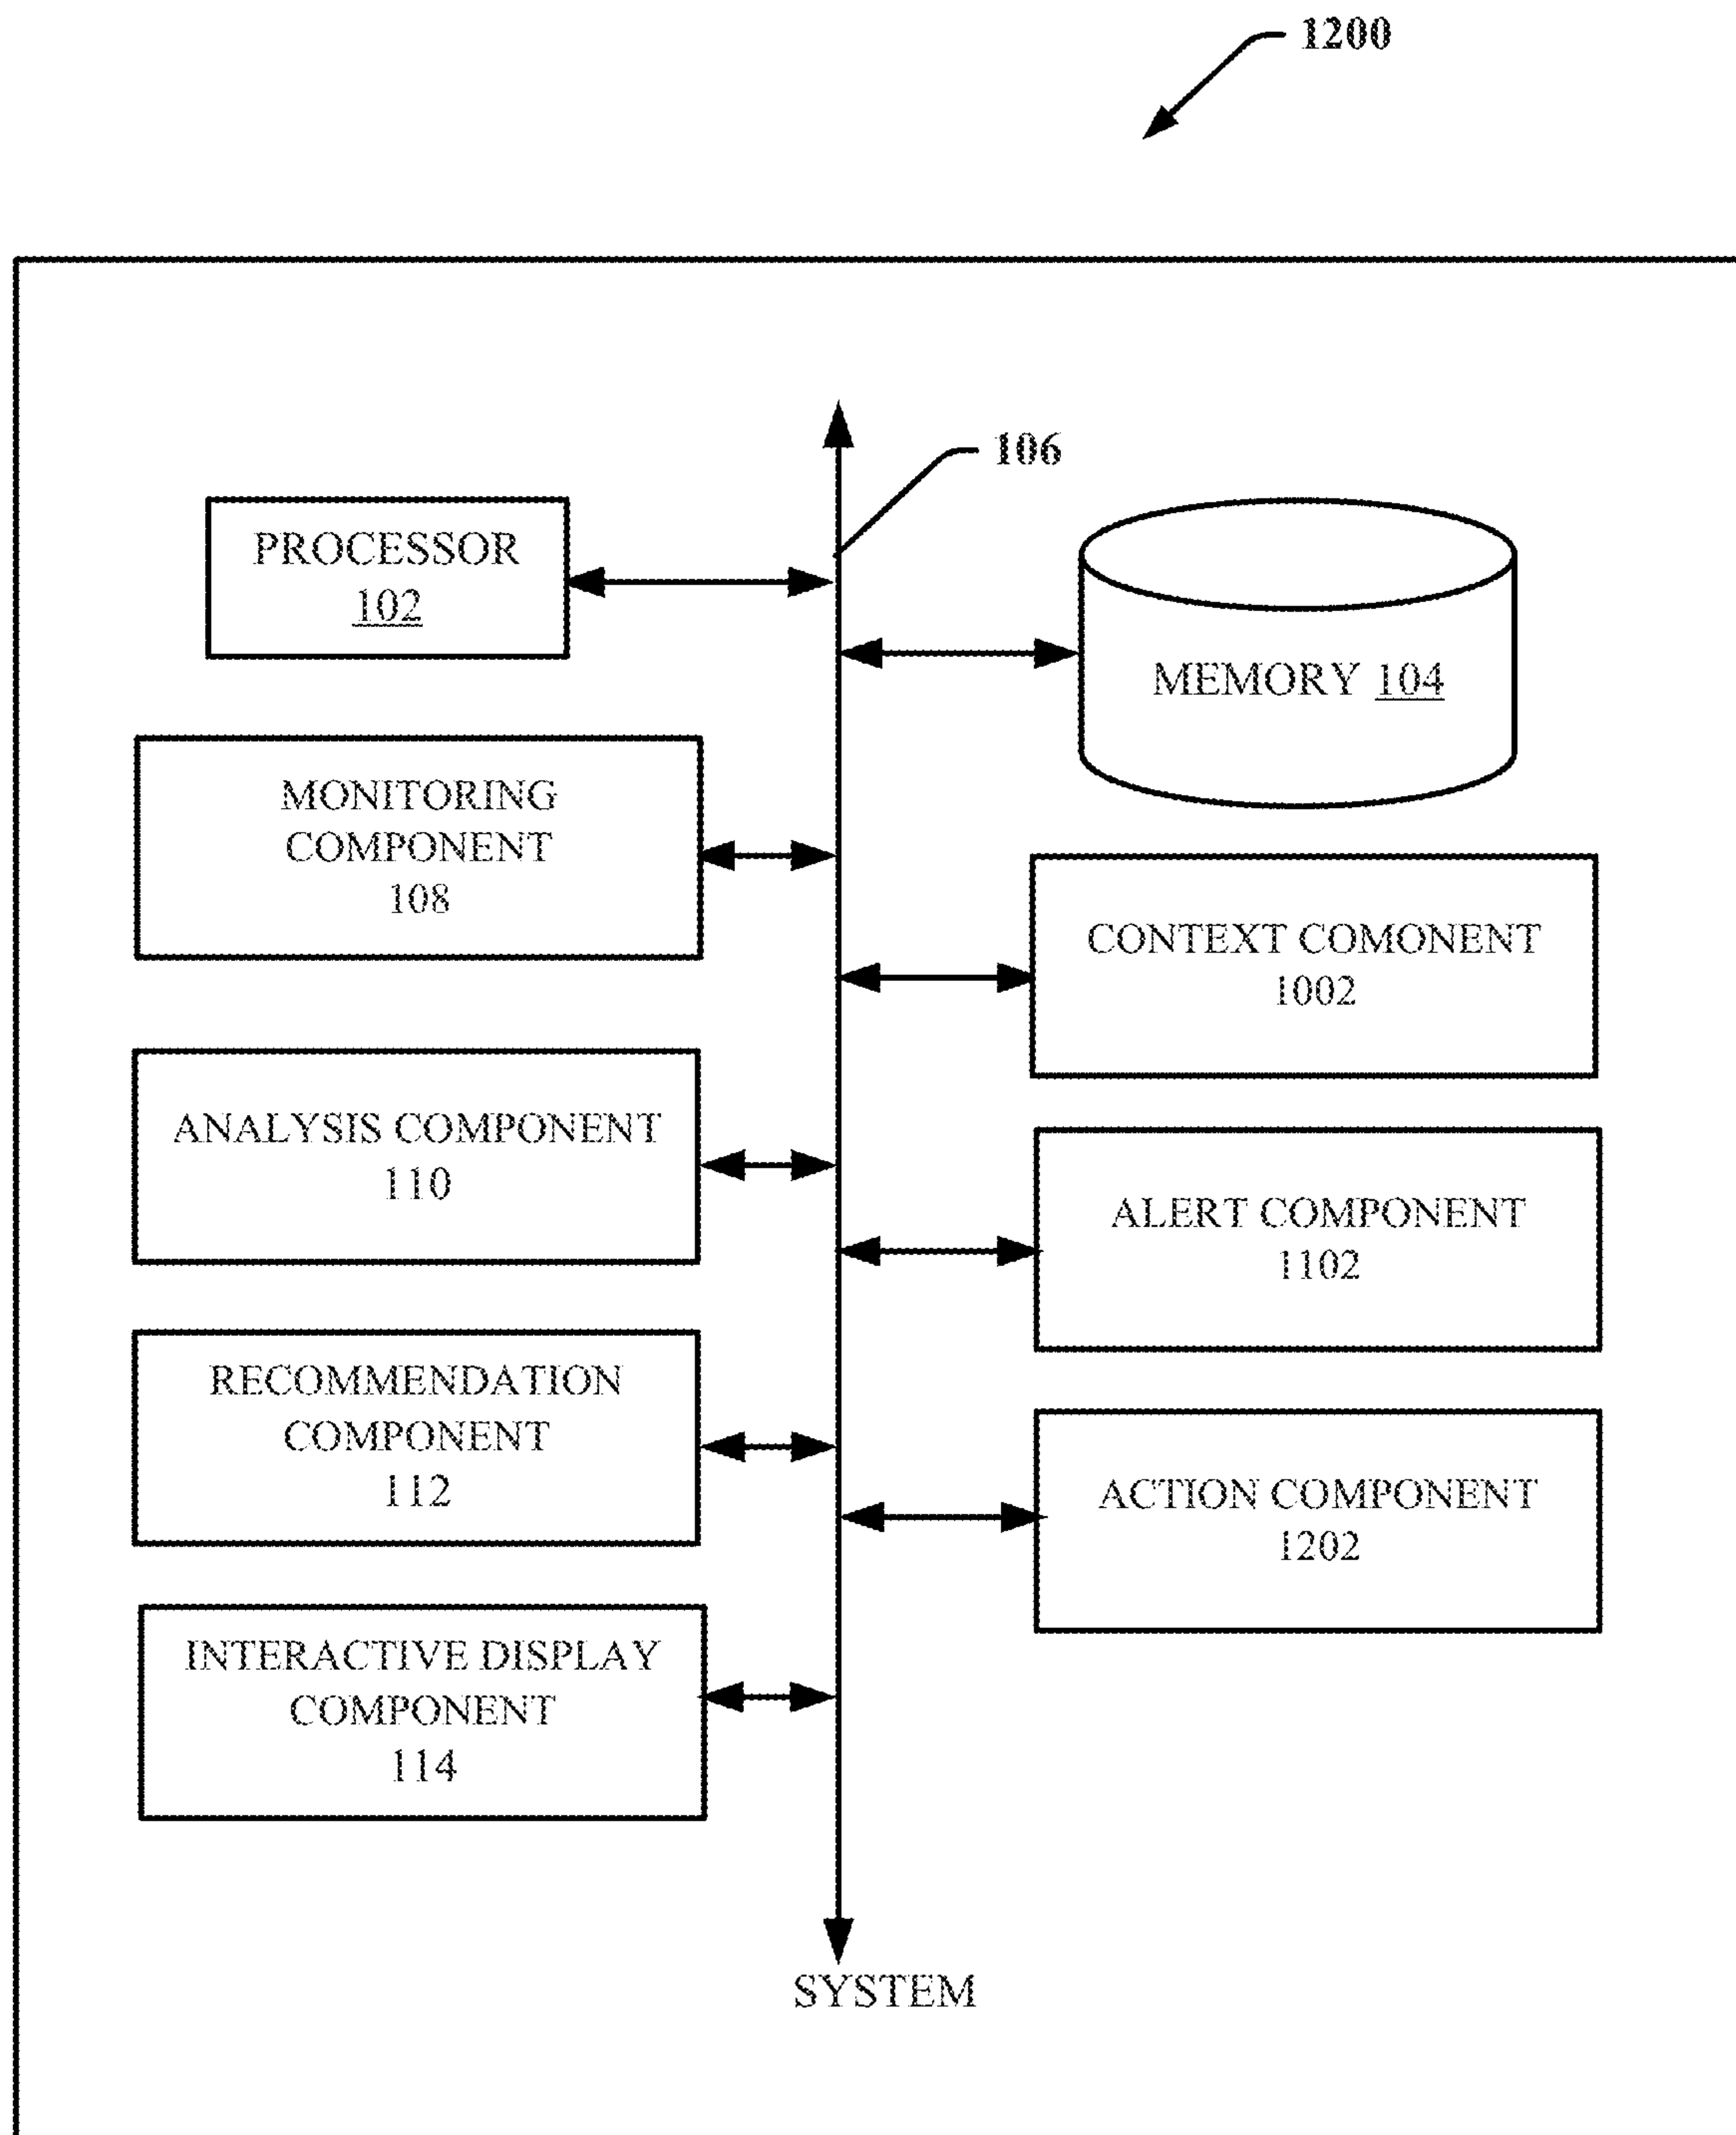 1200
106
PROCESSOR
102
MEMORY 104
MONITORING
COMPONENT
108
CONTEXT COMONENT
1002
ANALYSIS COMPONENT
110
ALERT COMPONENT
1102
RECOMMENDATION
COMPONENT
112
ACTION COMPONENT
1202
INTERACTIVE DISPLAY
COMPONENT
114
SYSTEM